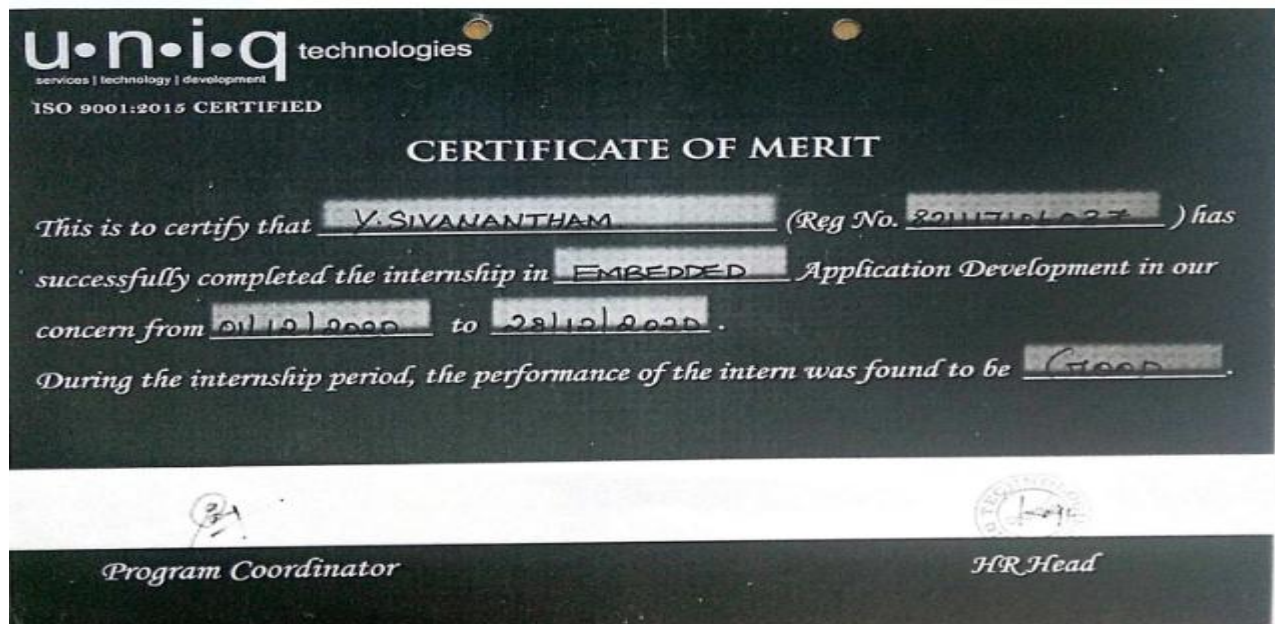 u•n•i•q technologies
services | technology | development
ISO 9001:2015 CERTIFIED
CERTIFICATE OF MERIT
This is to certify that V. SIVANANTHAM. (Reg No. ) has
successfully completed the internship in EMBEDDED Application Development in our
concern from 01/12/2020 to 28/12/2020.
During the internship period, the performance of the intern was found to be GOOD.
Program Coordinator
HR Head